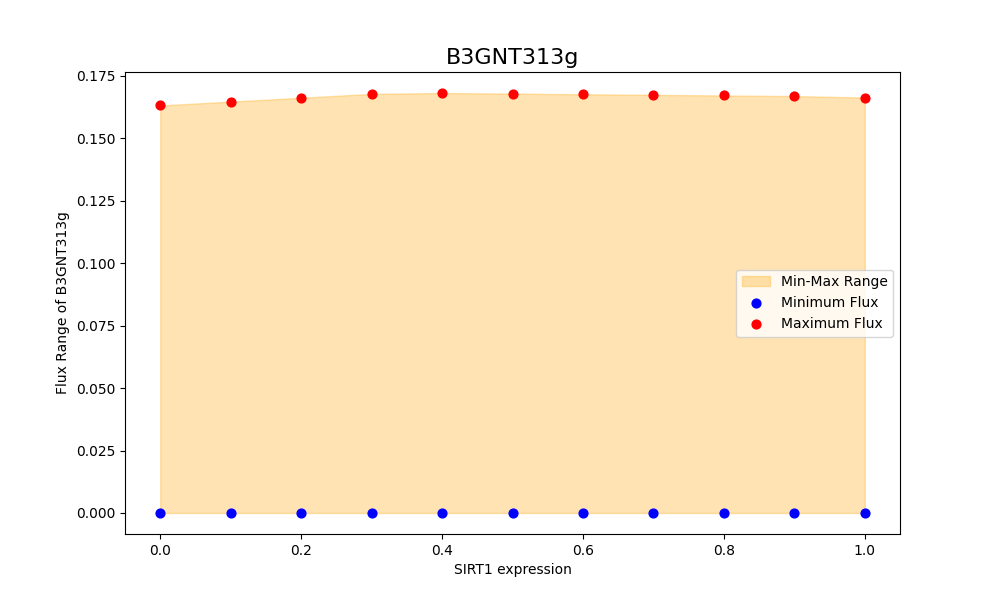 B3GNT313g
0.175
0.150
0.125
0.100
0.075
0.050
0.025
0.000
Flux Range of B3GNT313g
Min-Max Range
Minimum Flux
Maximum Flux
0.0 0.2 0.4 0.6 0.8 1.0
SIRT1 expression